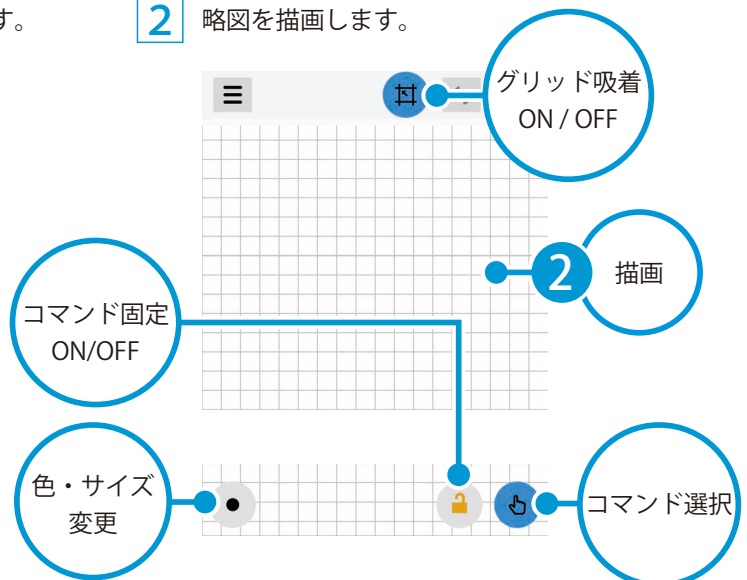 す。
2 略図を描画します。
グリッド吸着
ON / OFF
2 描画
コマンド固定
ON/OFF
色・サイズ
変更
コマンド選択